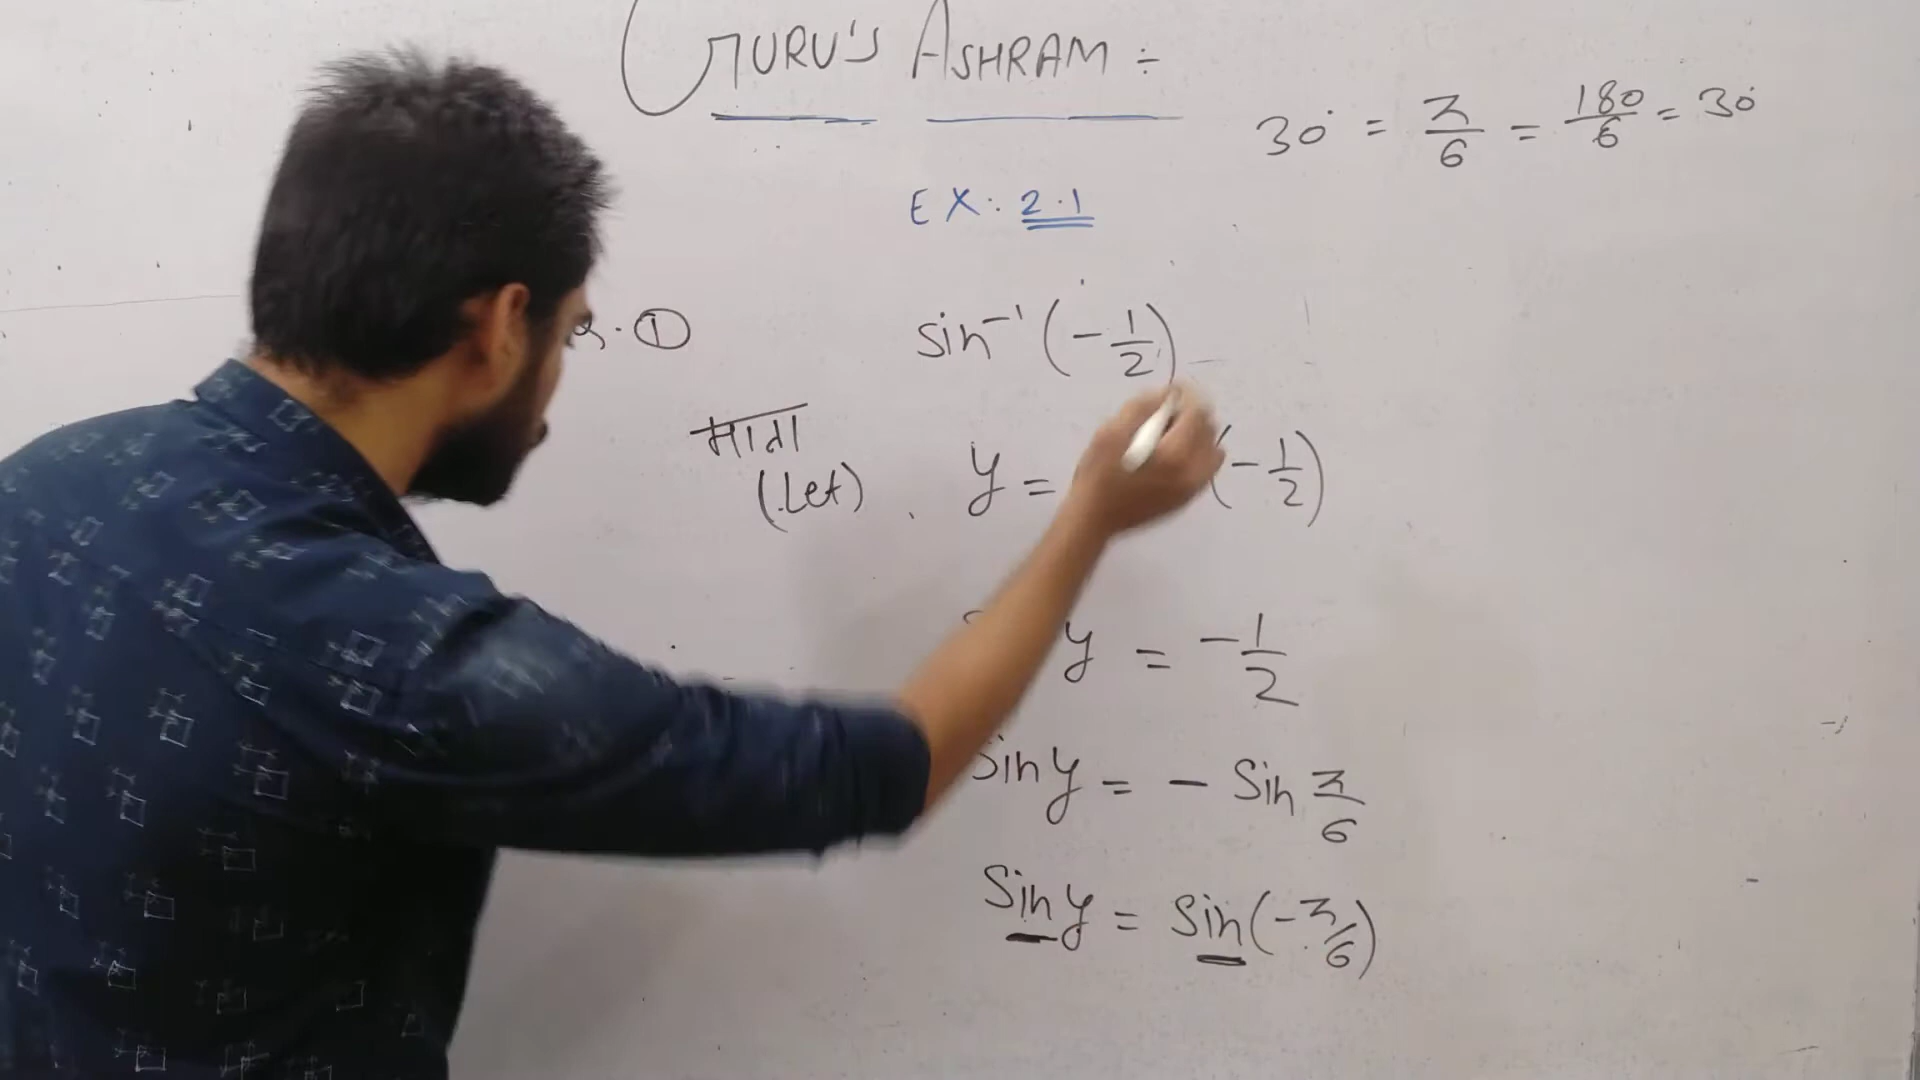 GURU'S ASHRAM ÷
30° = π/6 = 180/6 = 30°
EX: 2.1
①
sin⁻¹ (-1/2)
माना
(Let) y = (-1/2)
y = -1/2
Sin y = - Sin π/6
Sin y = Sin (-π/6)